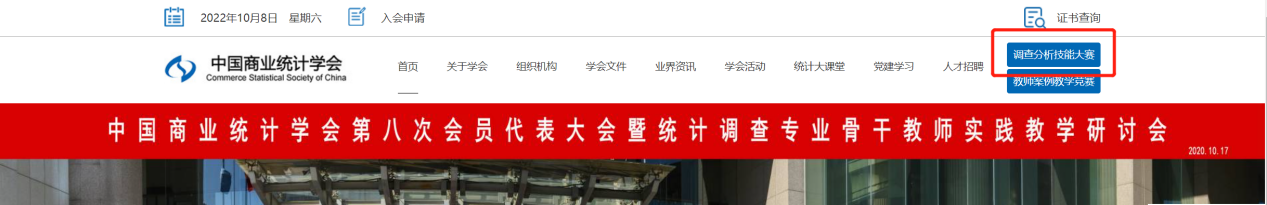 2022年10月8日 星期六 入会申请 证书查询
中国商业统计学会
Commerce Statistical Society of China
首页 关于学会 组织机构 学会文件 业界资讯 学会活动 统计大课堂 党建学习 人才招聘
调查分析技能大赛
教师案例教学竞赛
中国商业统计学会第八次会员代表大会暨统计调查专业骨干教师实践教学研讨会
2020.10.17